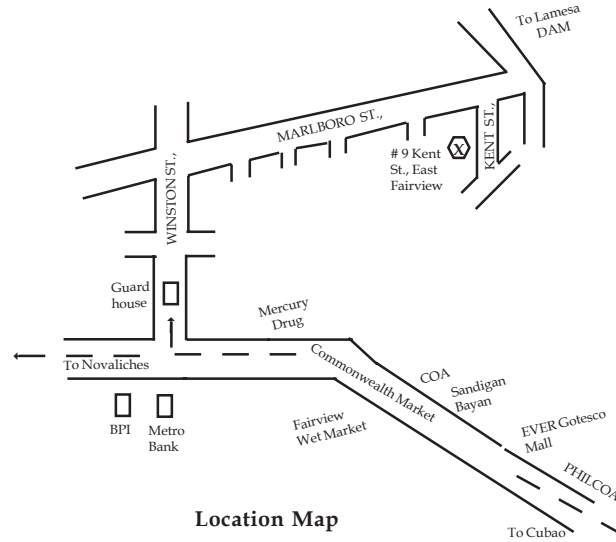 To Lamesa
DAM
MARLBORO ST.,
# 9 Kent
St., East
Fairview
X
KENT ST.,
WINSTON ST.,
Guard
house
Mercury
Drug
To Novaliches
Commonwealth Market
COA
Sandigan
Bayan
BPI
Metro
Bank
Fairview
Wet Market
EVER Gotesco
Mall
PHILCOA
To Cubao
Location Map